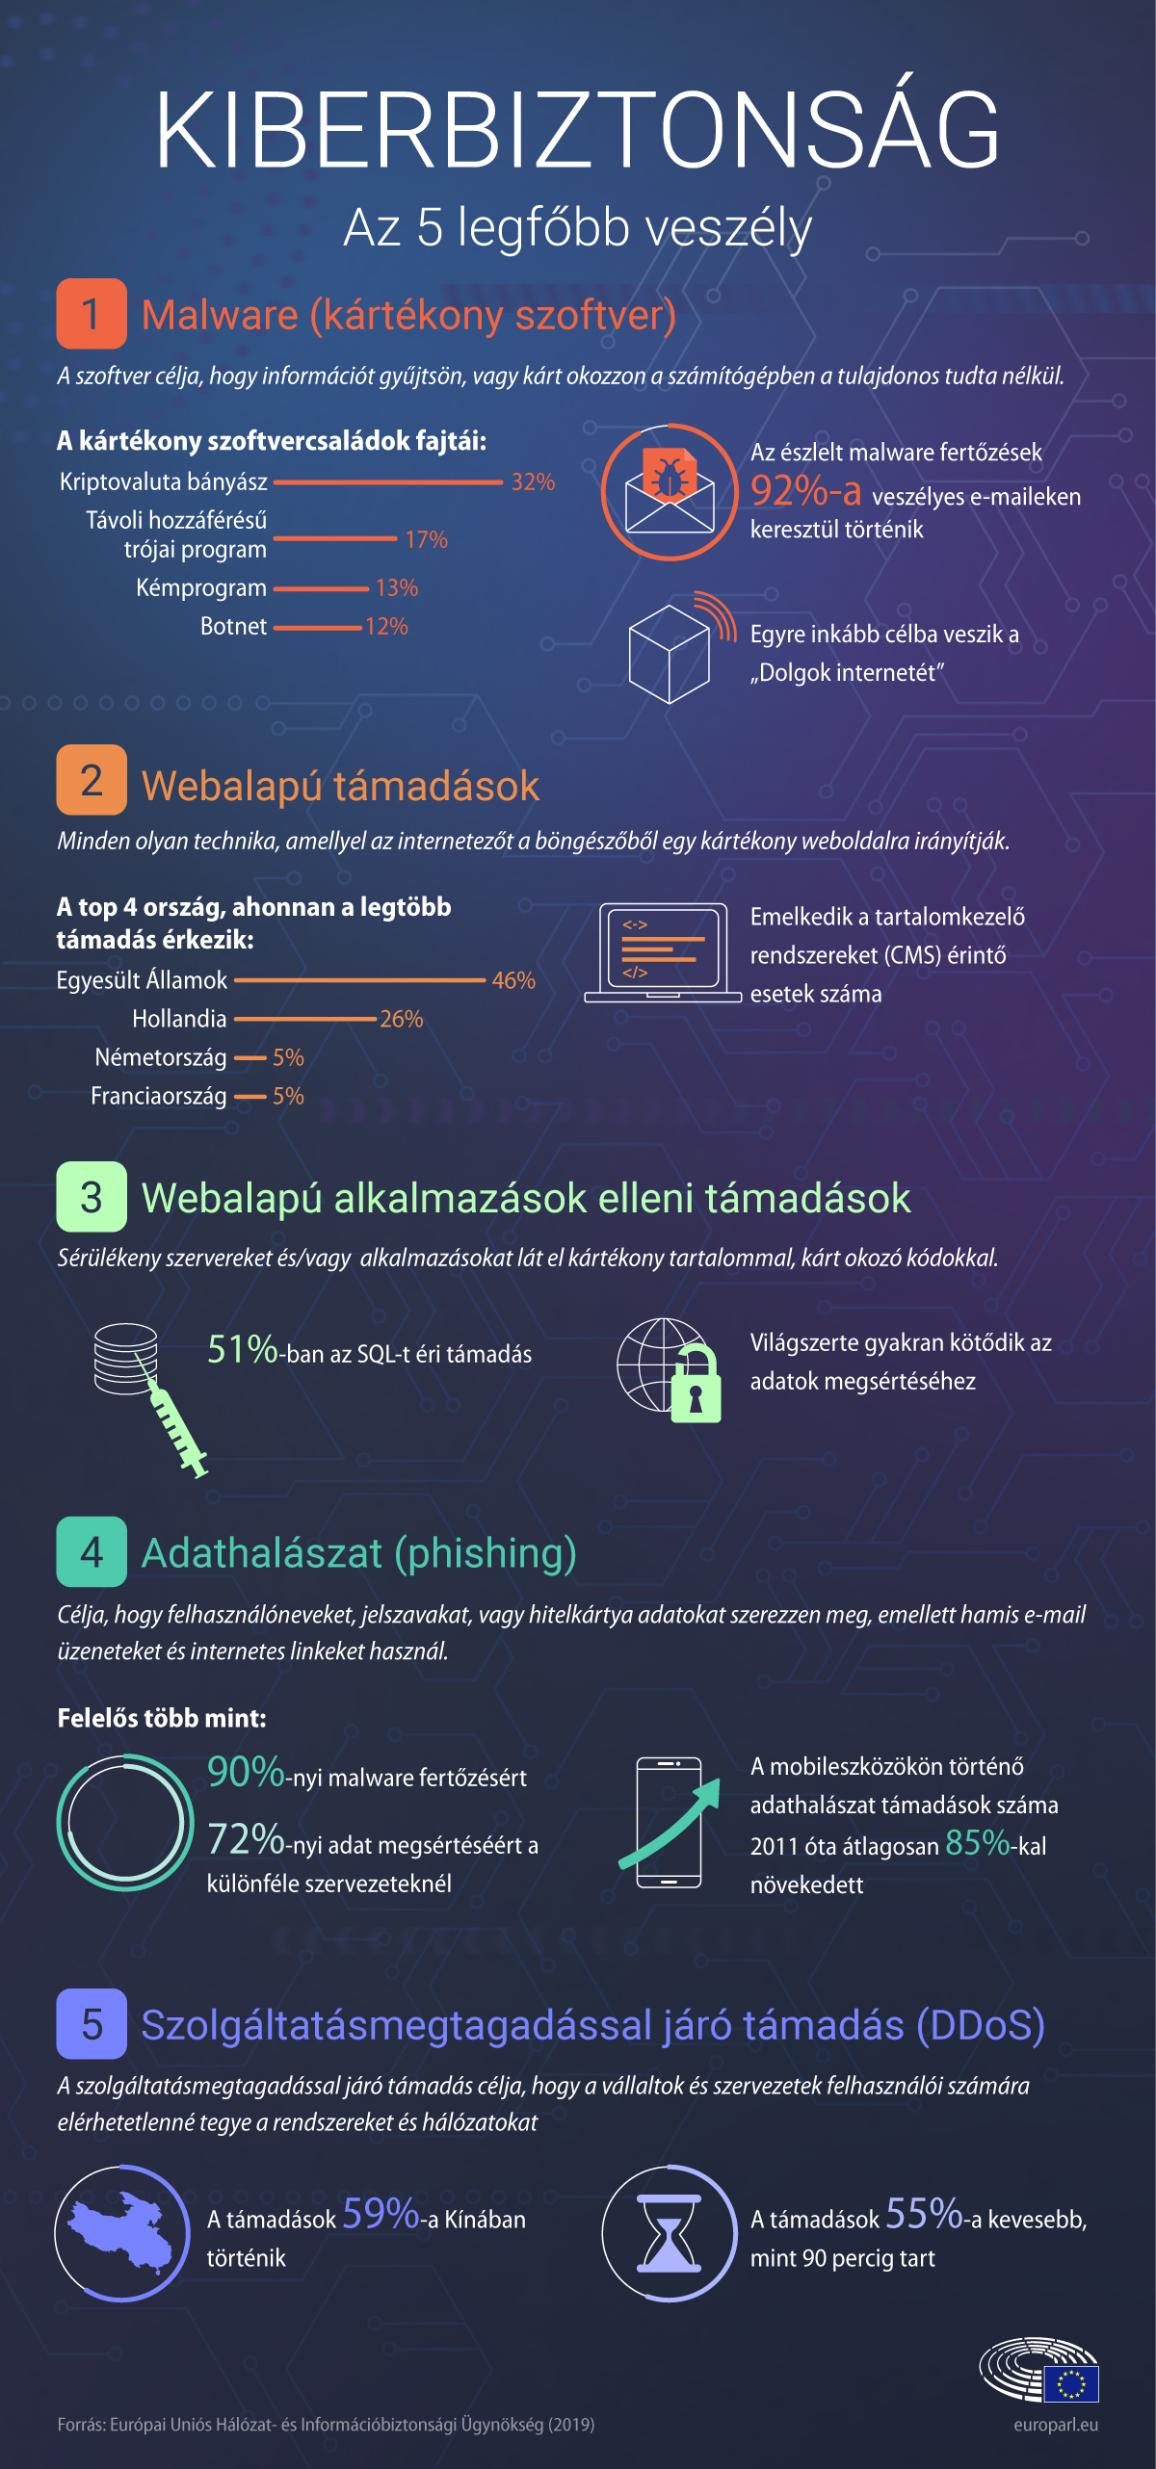 KIBERBIZTONSÁG
Az 5 legfőbb veszély
1 Malware (kártékony szoftver)
A szoftver célja, hogy információt gyűjtsön, vagy kárt okozzon a számítógépben a tulajdonos tudta nélkül.
A kártékony szoftvercsaládok fajtái:
Kriptovaluta bányász 32%
Távoli hozzáférésű
trójai program 17%
Kémprogram 13%
Botnet 12%
Az észlelt malware fertőzések
92%-a veszélyes e-maileken
keresztül történik
Egyre inkább célba veszik a
„Dolgok internetét”
2 Webalapú támadások
Minden olyan technika, amellyel az internetezőt a böngészőből egy kártékony weboldalra irányítják.
A top 4 ország, ahonnan a legtöbb
támadás érkezik:
Egyesült Államok 46%
Hollandia 26%
Németország 5%
Franciaország 5%
<->
</>
Emelkedik a tartalomkezelő
rendszereket (CMS) érintő
esetek száma
3 Webalapú alkalmazások elleni támadások
Sérülékeny szervereket és/vagy alkalmazásokat lát el kártékony tartalommal, kárt okozó kódokkal.
51%-ban az SQL-t éri támadás
Világszerte gyakran kötődik az
adatok megsértéséhez
4 Adathalászat (phishing)
Célja, hogy felhasználóneveket, jelszavakat, vagy hitelkártya adatokat szerezzen meg, emellett hamis e-mail
üzeneteket és internetes linkeket használ.
Felelős több mint:
90%-nyi malware fertőzésért
72%-nyi adat megsértéséért a
különféle szervezeteknél
A mobileszközökön történő
adathalászat támadások száma
2011 óta átlagosan 85%-kal
növekedett
5 Szolgáltatásmegtagadással járó támadás (DDoS)
A szolgáltatásmegtagadással járó támadás célja, hogy a vállaltok és szervezetek felhasználói számára
elérhetetlenné tegye a rendszereket és hálózatokat
A támadások 59%-a Kínában
történik
A támadások 55%-a kevesebb,
mint 90 percig tart
Forrás: Európai Uniós Hálózat- és Információbiztonsági Ügynökség (2019)
europarl.eu